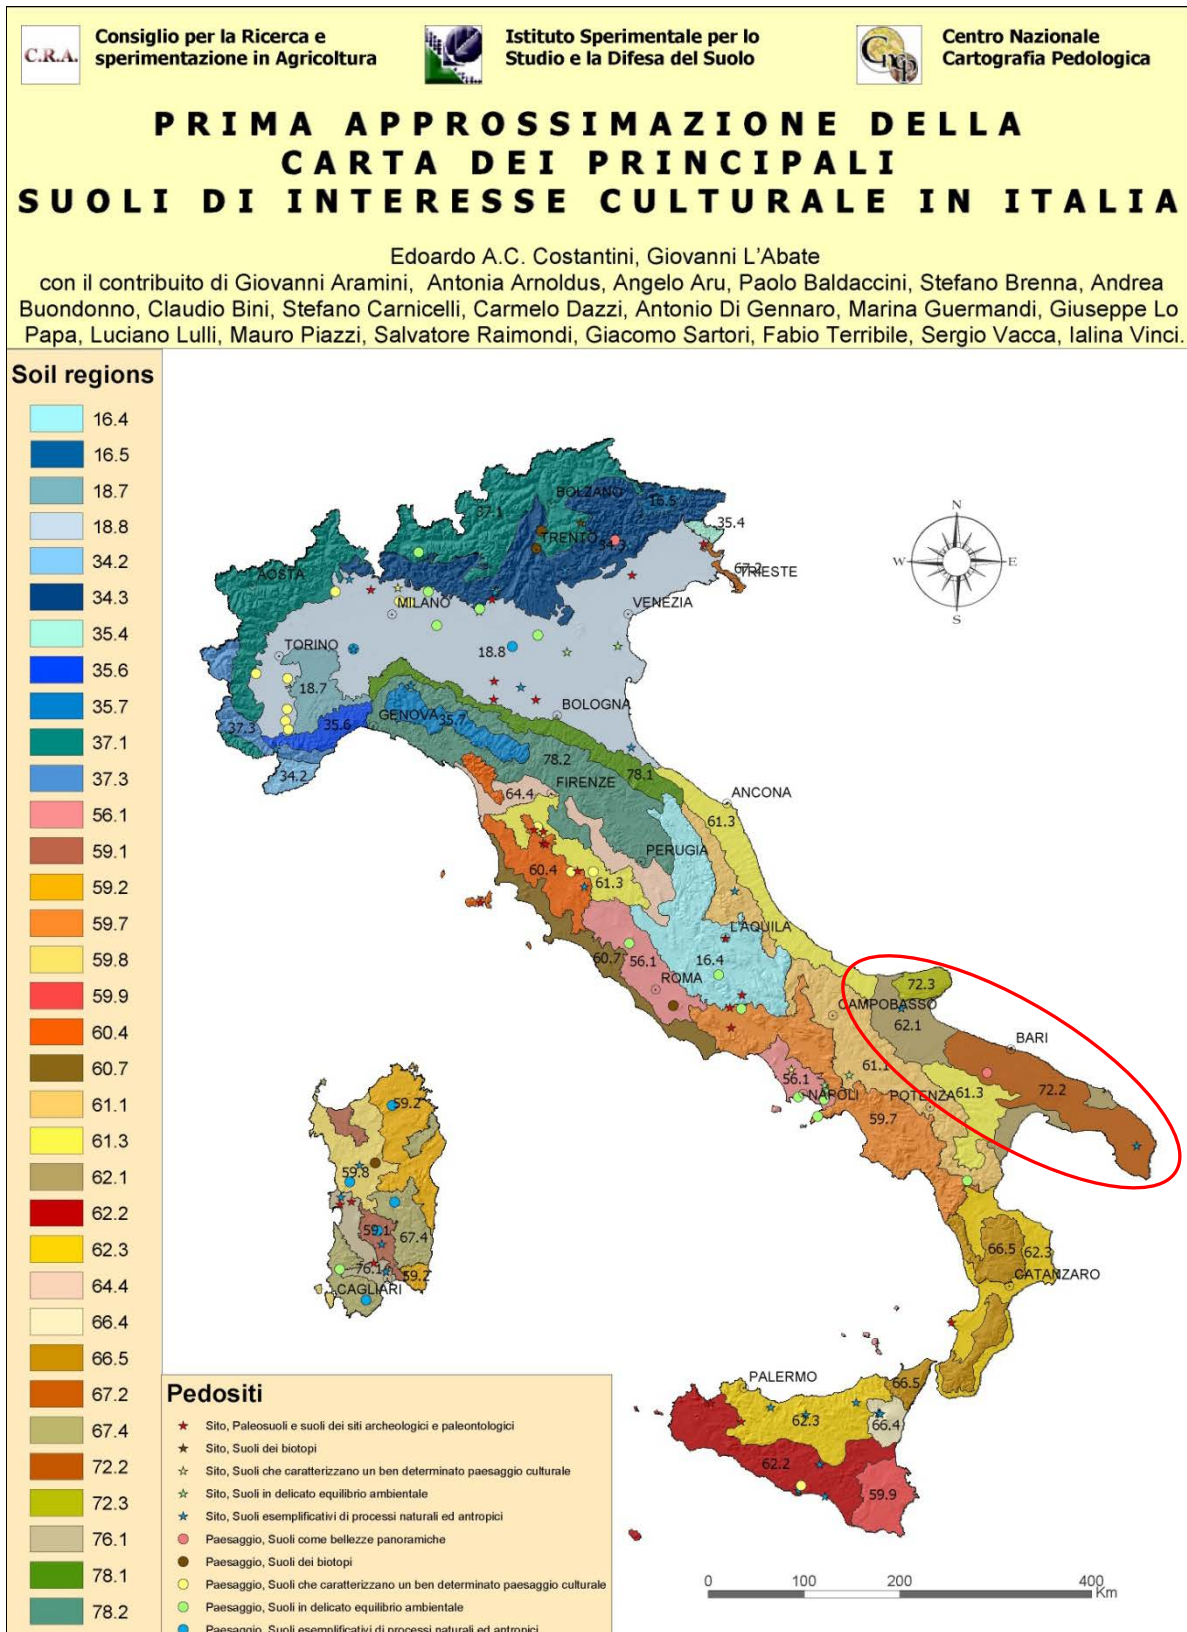 C.R.A.
Consiglio per la Ricerca e
sperimentazione in Agricoltura
Istituto Sperimentale per lo
Studio e la Difesa del Suolo
Cncp
Centro Nazionale
Cartografia Pedologica
PRIMA APPROSSIMAZIONE DELLA
CARTA DEI PRINCIPALI
SUOLI DI INTERESSE CULTURALE IN ITALIA
Edoardo A.C. Costantini, Giovanni L'Abate
con il contributo di Giovanni Aramini, Antonia Arnoldus, Angelo Aru, Paolo Baldaccini, Stefano Brenna, Andrea
Buondonno, Claudio Bini, Stefano Carnicelli, Carmelo Dazzi, Antonio Di Gennaro, Marina Guermandi, Giuseppe Lo
Papa, Luciano Lulli, Mauro Piazzi, Salvatore Raimondi, Giacomo Sartori, Fabio Terribile, Sergio Vacca, Ialina Vinci.
Soil regions
16.4
16.5
18.7
18.8
34.2
34.3
35.4
35.6
35.7
37.1
37.3
56.1
59.1
59.2
59.7
59.8
59.9
60.4
60.7
61.1
61.3
62.1
62.2
62.3
64.4
66.4
66.5
67.2
67.4
72.2
72.3
76.1
78.1
78.2
N
W
E
S
BOLZANO
37.1
16.5
TRENTO
34.3
35.4
67.2
TRIESTE
AOSTA
MILANO
VENEZIA
TORINO
18.8
18.7
BOLOGNA
GENOVA
35.7
37.3
35.6
34.2
78.2
78.1
FIRENZE
64.4
ANCONA
61.3
PERUGIA
60.4
61.3
L'AQUILA
60.7
56.1
16.4
ROMA
72.3
CAMPOBASSO
62.1
BARI
61.1
56.1
NAPOLI
POTENZA
61.3
72.2
59.7
59.2
59.8
59.1
67.4
76.1
59.2
CAGLIARI
66.5
62.3
CATANZARO
PALERMO
66.5
62.3
66.4
62.2
59.9
Pedositi
Sito, Paleosuoli e suoli dei siti archeologici e paleontologici
Sito, Suoli dei biotopi
Sito, Suoli che caratterizzano un ben determinato paesaggio culturale
Sito, Suoli in delicato equilibrio ambientale
Sito, Suoli esemplificativi di processi naturali ed antropici
Paesaggio, Suoli come bellezze panoramiche
Paesaggio, Suoli dei biotopi
Paesaggio, Suoli che caratterizzano un ben determinato paesaggio culturale
Paesaggio, Suoli in delicato equilibrio ambientale
Paesaggio, Suoli esemplificativi di processi naturali ed antropici
0 100 200 400
Km